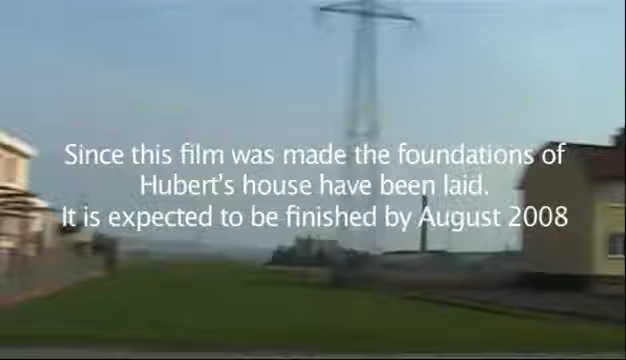 Since this film was made the foundations of
Hubert's house have been laid.
It is expected to be finished by August 2008